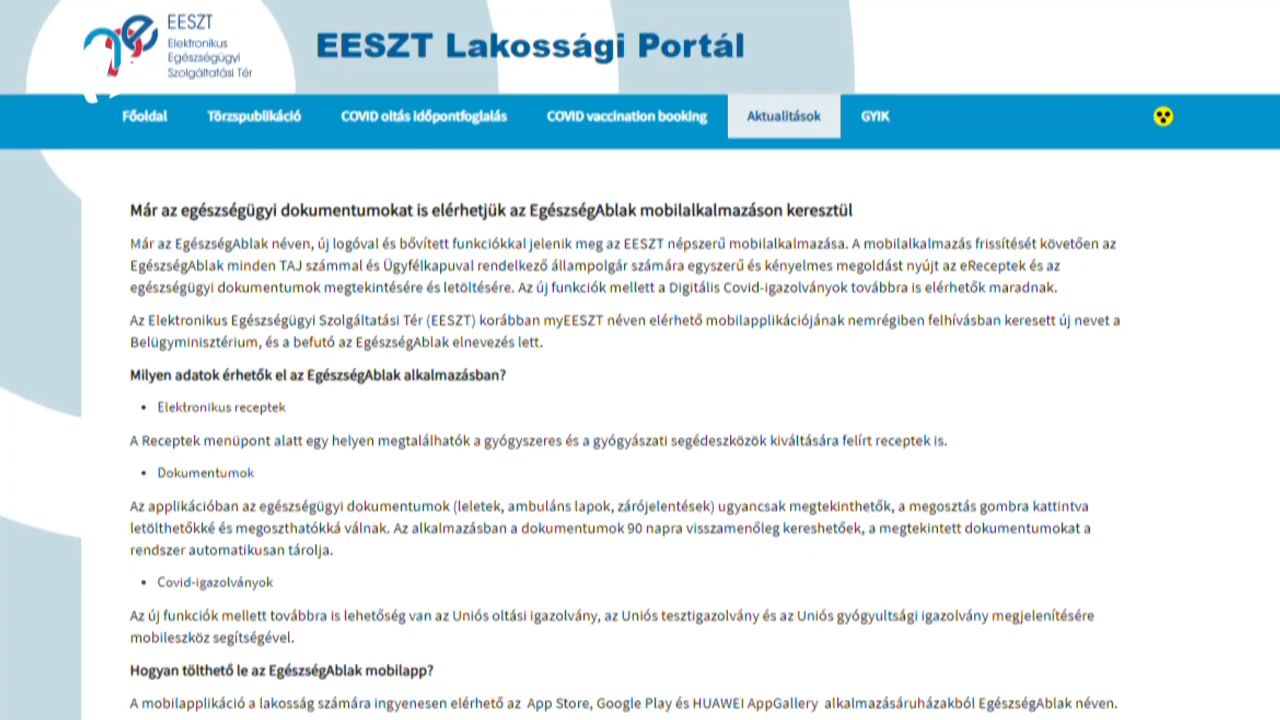 EESZT
Elektronikus
Egészségügyi
Szolgáltatási Tér
EESZT Lakossági Portál
Főoldal Törzspublikáció COVID oltás időpontfoglalás COVID vaccination booking Aktualitások GYIK
Már az egészségügyi dokumentumokat is elérhetjük az EgészségAblak mobilalkalmazáson keresztül
Már az EgészségAblak néven, új logóval és bővített funkciókkal jelenik meg az EESZT népszerű mobilalkalmazása. A mobilalkalmazás frissítését követően az
EgészségAblak minden TAJ számmal és Ügyfélkapuval rendelkező állampolgár számára egyszerű és kényelmes megoldást nyújt az eReceptek és az
egészségügyi dokumentumok megtekintésére és letöltésére. Az új funkciók mellett a Digitális Covid-igazolványok továbbra is elérhetők maradnak.
Az Elektronikus Egészségügyi Szolgáltatási Tér (EESZT) korábban myEESZT néven elérhető mobilapplikációjának nemrégiben felhívásban keresett új nevet a
Belügyminisztérium, és a befutó az EgészségAblak elnevezés lett.
Milyen adatok érhetők el az EgészségAblak alkalmazásban?
• Elektronikus receptek
A Receptek menüpont alatt egy helyen megtalálhatók a gyógyszeres és a gyógyászati segédeszközök kiváltására felírt receptek is.
• Dokumentumok
Az applikációban az egészségügyi dokumentumok (leletek, ambuláns lapok, zárójelentések) ugyancsak megtekinthetők, a megosztás gombra kattintva
letölthetőkké és megoszthatókká válnak. Az alkalmazásban a dokumentumok 90 napra visszamenőleg kereshetőek, a megtekintett dokumentumokat a
rendszer automatikusan tárolja.
• Covid-igazolványok
Az új funkciók mellett továbbra is lehetőség van az Uniós oltási igazolvány, az Uniós tesztigazolvány és az Uniós gyógyultsági igazolvány megjelenítésére
mobileszköz segítségével.
Hogyan tölthető le az EgészségAblak mobilapp?
A mobilapplikáció a lakosság számára ingyenesen elérhető az App Store, Google Play és HUAWEI AppGallery alkalmazásáruházakból EgészségAblak néven.